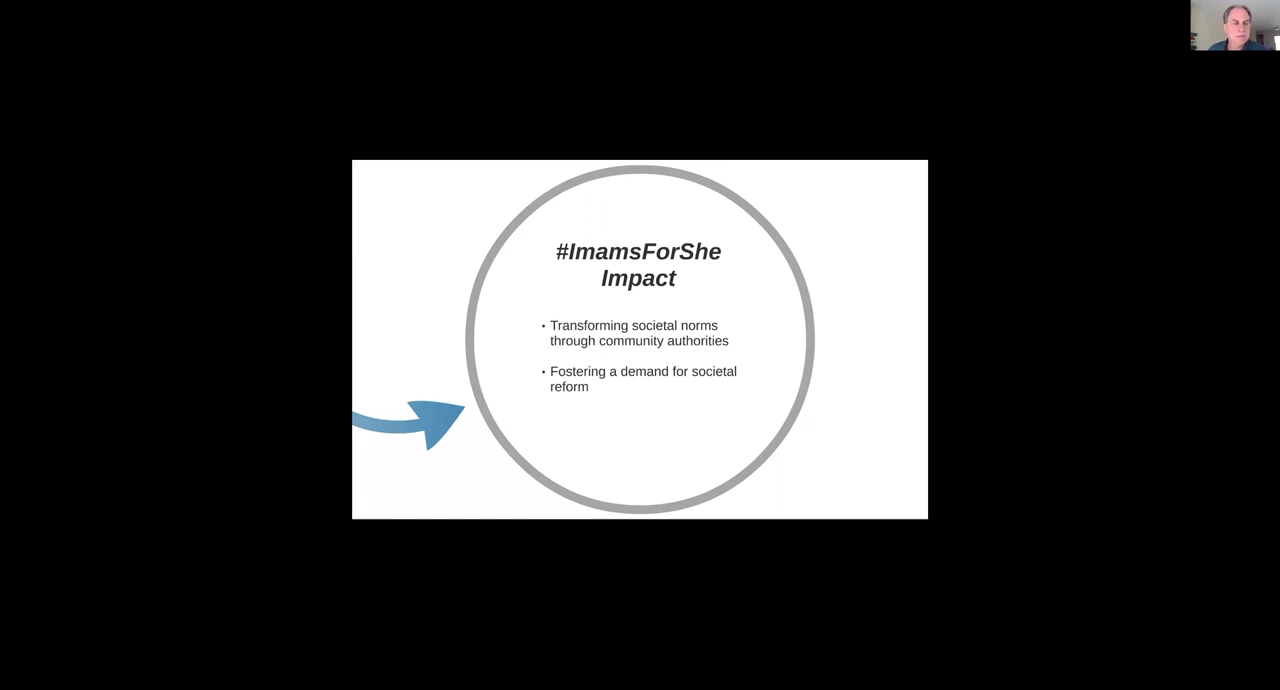 #ImamsForShe
Impact
• Transforming societal norms
through community authorities
• Fostering a demand for societal
reform